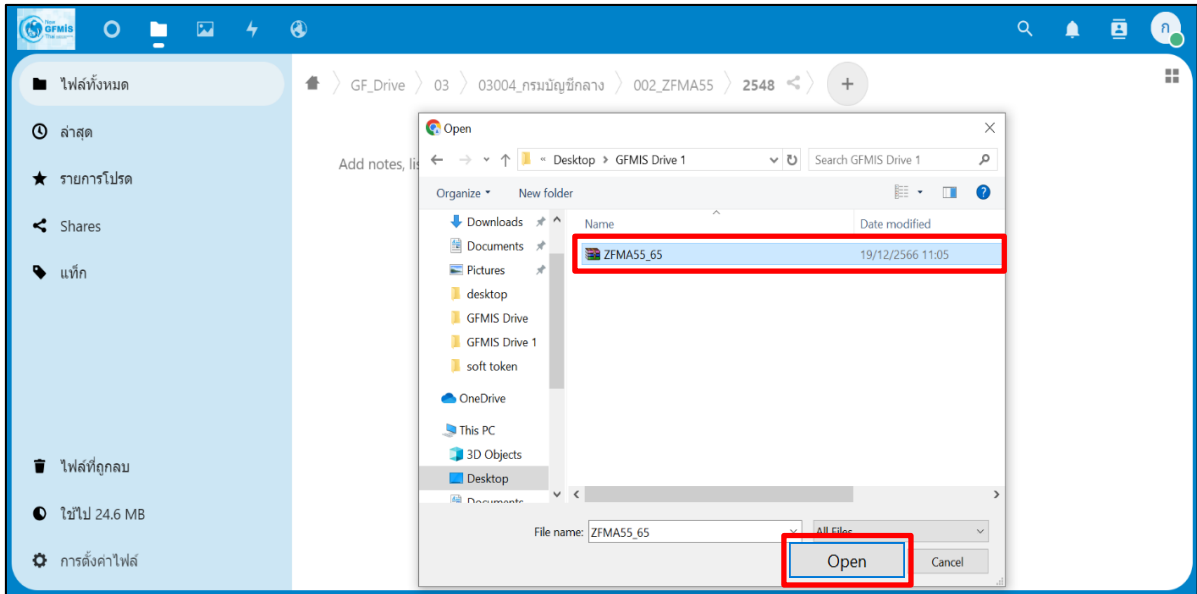 New
GFMIS
Thai
ก
ไฟล์ทั้งหมด
ล่าสุด
รายการโปรด
Shares
แท็ก
ไฟล์ที่ถูกลบ
ใช้ไป 24.6 MB
การตั้งค่าไฟล์
GF_Drive 03 03004_กรมบัญชีกลาง 002_ZFMA55 2548 +
Add notes, li
Open
« Desktop > GFMIS Drive 1
Search GFMIS Drive 1
Organize New folder
Downloads
Documents
Pictures
desktop
GFMIS Drive
GFMIS Drive 1
soft token
OneDrive
This PC
3D Objects
Desktop
Documents
Name Date modified
ZFMA55_65 19/12/2566 11:05
File name: ZFMA55_65 All Files
Open Cancel